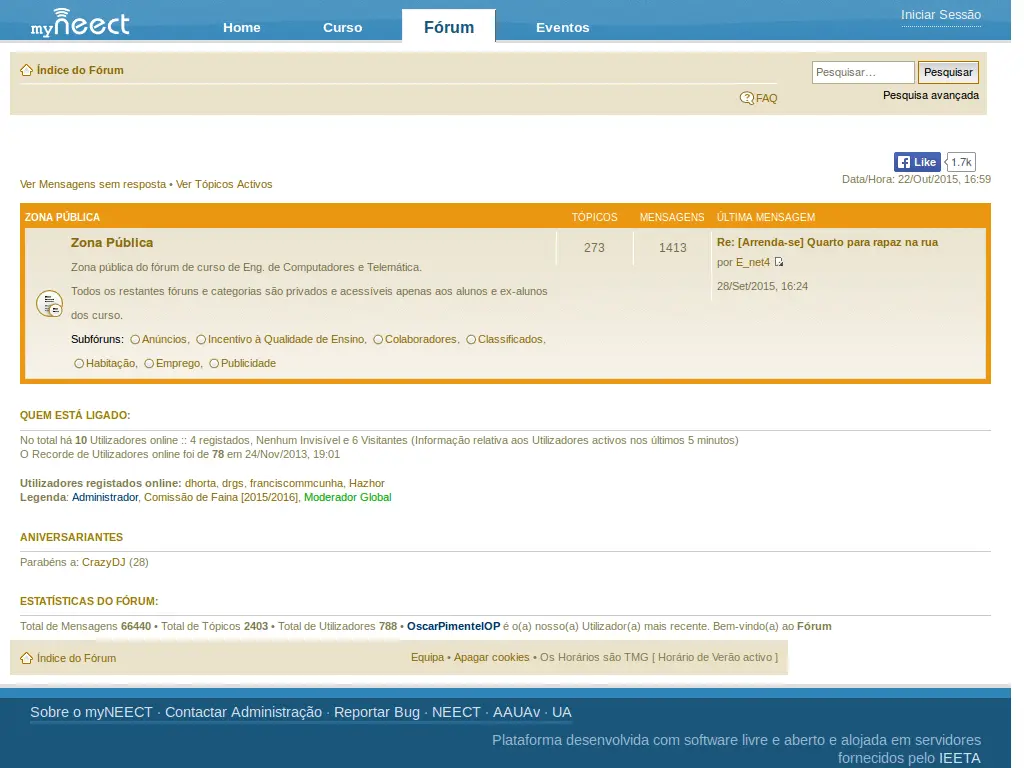 myneect
Home Curso Fórum Eventos Iniciar Sessão
Índice do Fórum
Pesquisar… Pesquisar
FAQ
Pesquisa avançada
Like 1.7k
Ver Mensagens sem resposta • Ver Tópicos Activos
Data/Hora: 22/Out/2015, 16:59
ZONA PÚBLICA TÓPICOS MENSAGENS ÚLTIMA MENSAGEM
Zona Pública 273 1413 Re: [Arrenda-se] Quarto para rapaz na rua
Zona pública do fórum de curso de Eng. de Computadores e Telemática. por E_net4
Todos os restantes fóruns e categorias são privados e acessíveis apenas aos alunos e ex-alunos 28/Set/2015, 16:24
dos curso.
Subfóruns: Anúncios, Incentivo à Qualidade de Ensino, Colaboradores, Classificados,
Habitação, Emprego, Publicidade
QUEM ESTÁ LIGADO:
No total há 10 Utilizadores online :: 4 registados, Nenhum Invisível e 6 Visitantes (Informação relativa aos Utilizadores activos nos últimos 5 minutos)
O Recorde de Utilizadores online foi de 78 em 24/Nov/2013, 19:01
Utilizadores registados online: dhorta, drgs, franciscommcunha, Hazhor
Legenda: Administrador, Comissão de Faina [2015/2016], Moderador Global
ANIVERSARIANTES
Parabéns a: CrazyDJ (28)
ESTATÍSTICAS DO FÓRUM:
Total de Mensagens 66440 • Total de Tópicos 2403 • Total de Utilizadores 788 • OscarPimentelOP é o(a) nosso(a) Utilizador(a) mais recente. Bem-vindo(a) ao Fórum
Índice do Fórum Equipa • Apagar cookies • Os Horários são TMG [ Horário de Verão activo ]
Sobre o myNEECT · Contactar Administração · Reportar Bug · NEECT · AAUAv · UA
Plataforma desenvolvida com software livre e aberto e alojada em servidores
fornecidos pelo IEETA